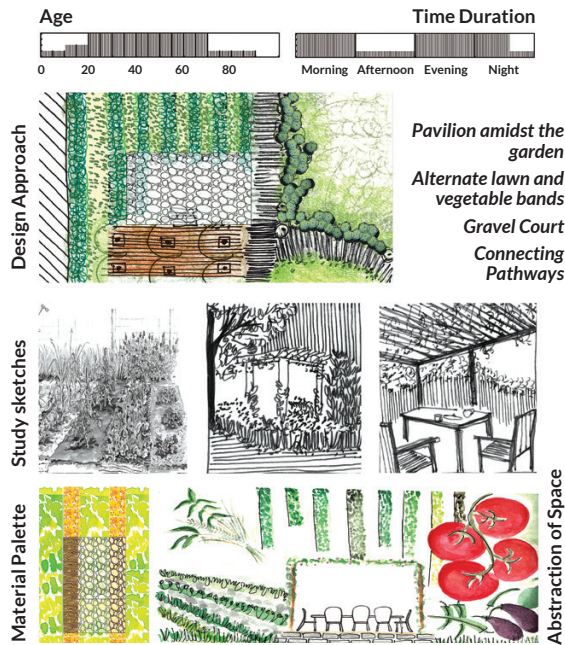 Age
Time Duration
0 20 40 60 80
Morning Afternoon Evening Night
Design Approach
Pavilion amidst the
garden
Alternate lawn and
vegetable bands
Gravel Court
Connecting
Pathways
Study sketches
Material Palette
Abstraction of Space